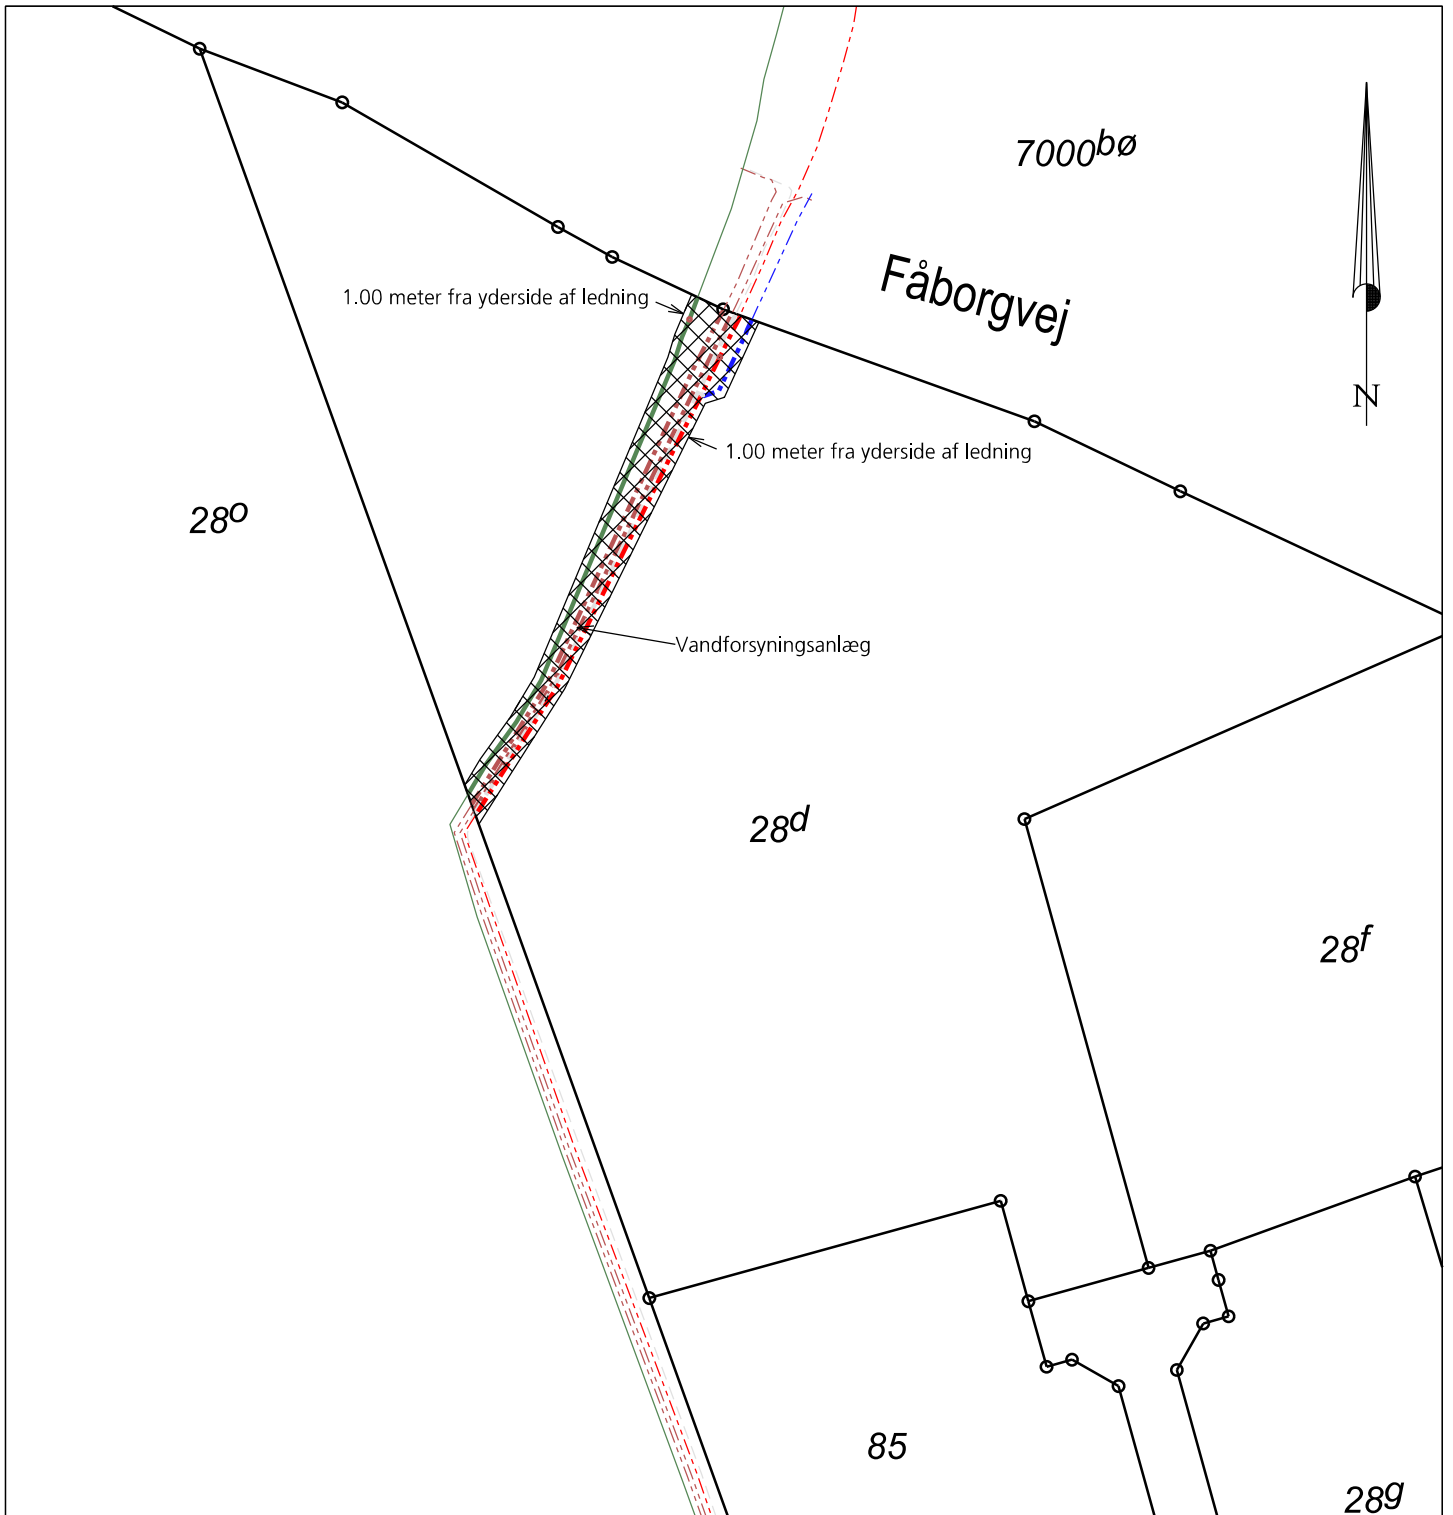 7000bø
Fåborgvej
1.00 meter fra yderside af ledning
N
1.00 meter fra yderside af ledning
28o
Vandforsyningsanlæg
28d
28f
85
28g